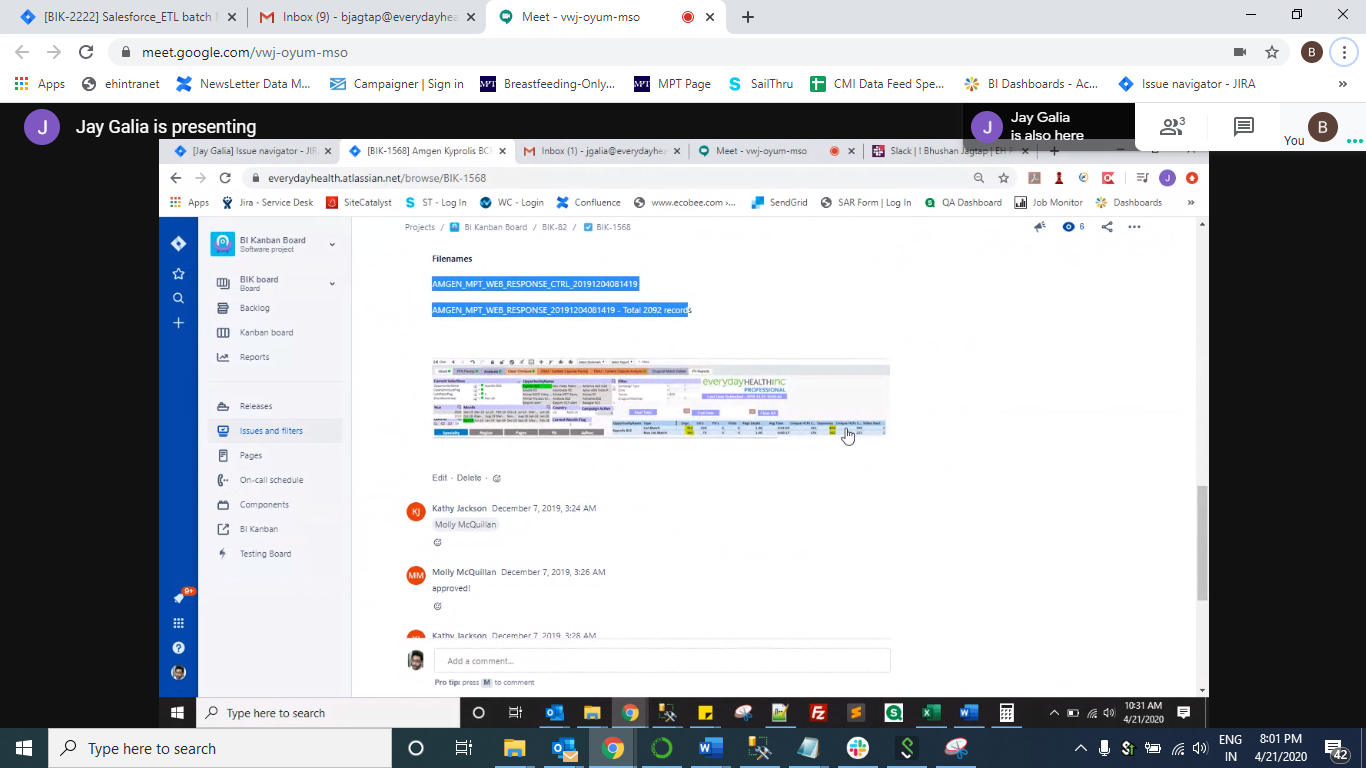 [BIK-2222] Salesforce_ETL batch
Inbox (9) - bjagtap@everydayhea
Meet - vwj-oyum-mso
meet.google.com/vwj-oyum-mso
B
Apps
ehintranet
NewsLetter Data M...
Campaigner | Sign in
MPT
Breastfeeding-Only...
MPT
MPT Page
SailThru
CMI Data Feed Spe...
BI Dashboards - Ac...
Issue navigator - JIRA
»
J
Jay Galia is presenting
J
Jay Galia
is also here
3
You
B
[Jay Galia] Issue navigator - JIR
[BIK-1568] Amgen Kyprolis BC
Inbox (1) - jgalia@everydayhea
Meet - vwj-oyum-mso
Slack | ! Bhushan Jagtap | EH P
everydayhealth.atlassian.net/browse/BIK-1568
J
Apps
Jira - Service Desk
SiteCatalyst
ST - Log In
WC - Login
Confluence
www.ecobee.com ›...
SendGrid
SAR Form | Log In
QA Dashboard
Job Monitor
Dashboards
»
BI Kanban Board
Software project
BIK board
Board
Backlog
Kanban board
Reports
Releases
Issues and filters
Pages
On-call schedule
Components
BI Kanban
Testing Board
9+
Projects / BI Kanban Board / BIK-82 / BIK-1568
6
Filenames
AMGEN_MPT_WEB_RESPONSE_CTRL_20191204081419
AMGEN_MPT_WEB_RESPONSE_20191204081419 - Total 2092 records
everydayHEALTHinc
PROFESSIONAL
Edit · Delete ·
KJ
Kathy Jackson December 7, 2019, 3:24 AM
Molly McQuillan
MM
Molly McQuillan December 7, 2019, 3:26 AM
approved!
Kathy Jackson December 7, 2019, 3:28 AM
Add a comment...
Pro tip: press M to comment
Type here to search
10:31 AM
4/21/2020
Type here to search
ENG
IN
8:01 PM
4/21/2020
42